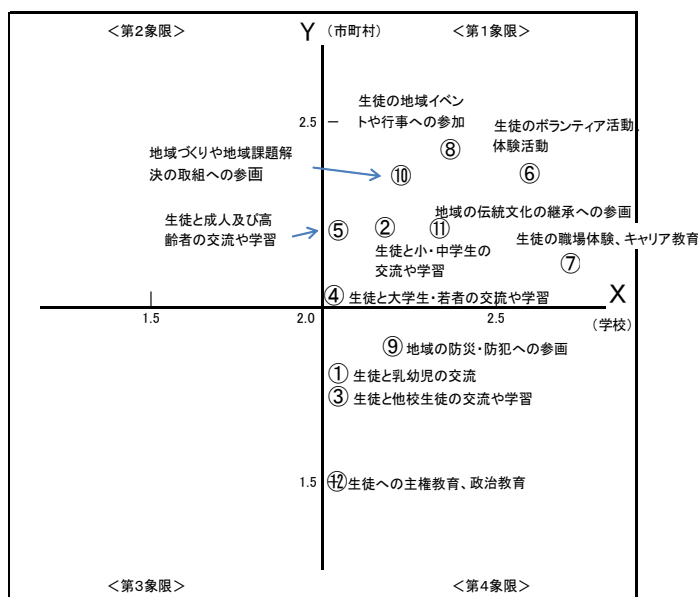 <第2象限>
Y
(市町村)
<第1象限>
生徒の地域イベン
トや行事への参加
2.5
生徒のボランティア活動、
体験活動
⑧
地域づくりや地域課題解
決の取組への参画
⑩
⑥
地域の伝統文化の継承への参画
生徒と成人及び高
齢者の交流や学習
⑤
②
⑪
生徒の職場体験、キャリア教育
生徒と小・中学生の
交流や学習
⑦
④
生徒と大学生・若者の交流や学習
X
1.5
2.0
2.5
(学校)
⑨
地域の防災・防犯への参画
①
生徒と乳幼児の交流
③
生徒と他校生徒の交流や学習
1.5
⑫
生徒への主権教育、政治教育
<第3象限>
<第4象限>